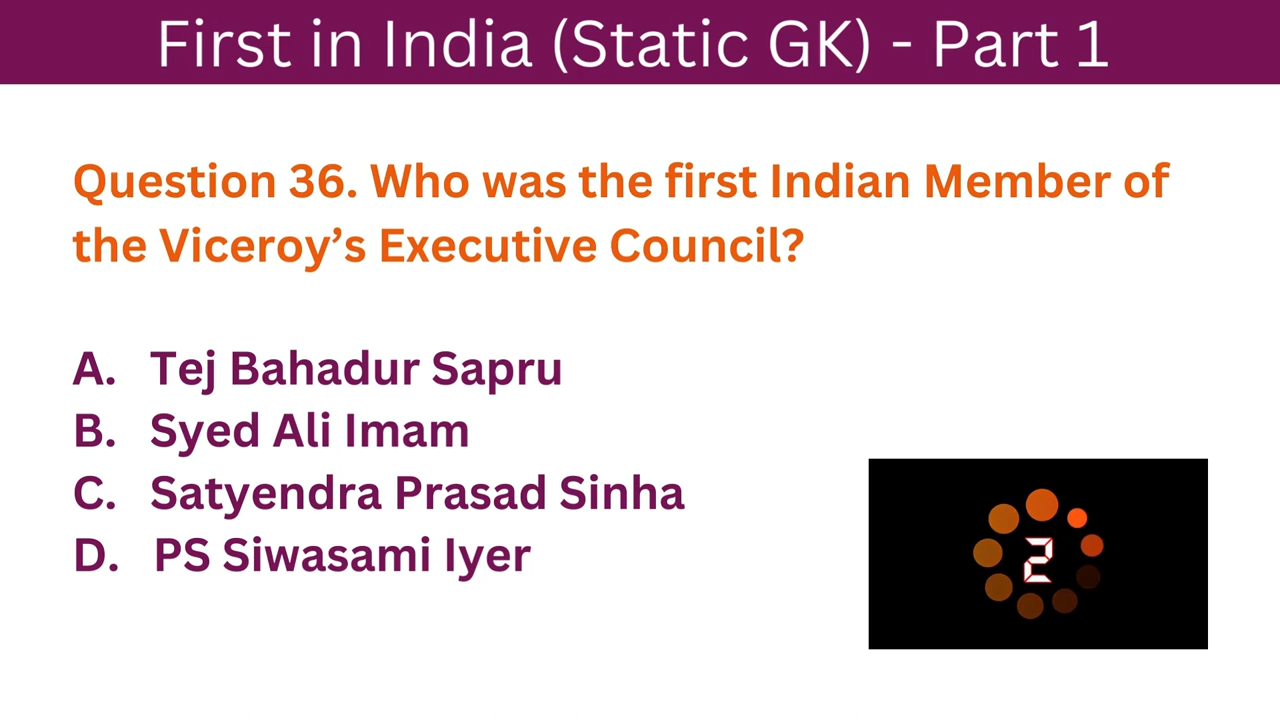 First in India (Static GK) - Part 1
Question 36. Who was the first Indian Member of
the Viceroy’s Executive Council?
A. Tej Bahadur Sapru
B. Syed Ali Imam
C. Satyendra Prasad Sinha
D. PS Siwasami Iyer
2